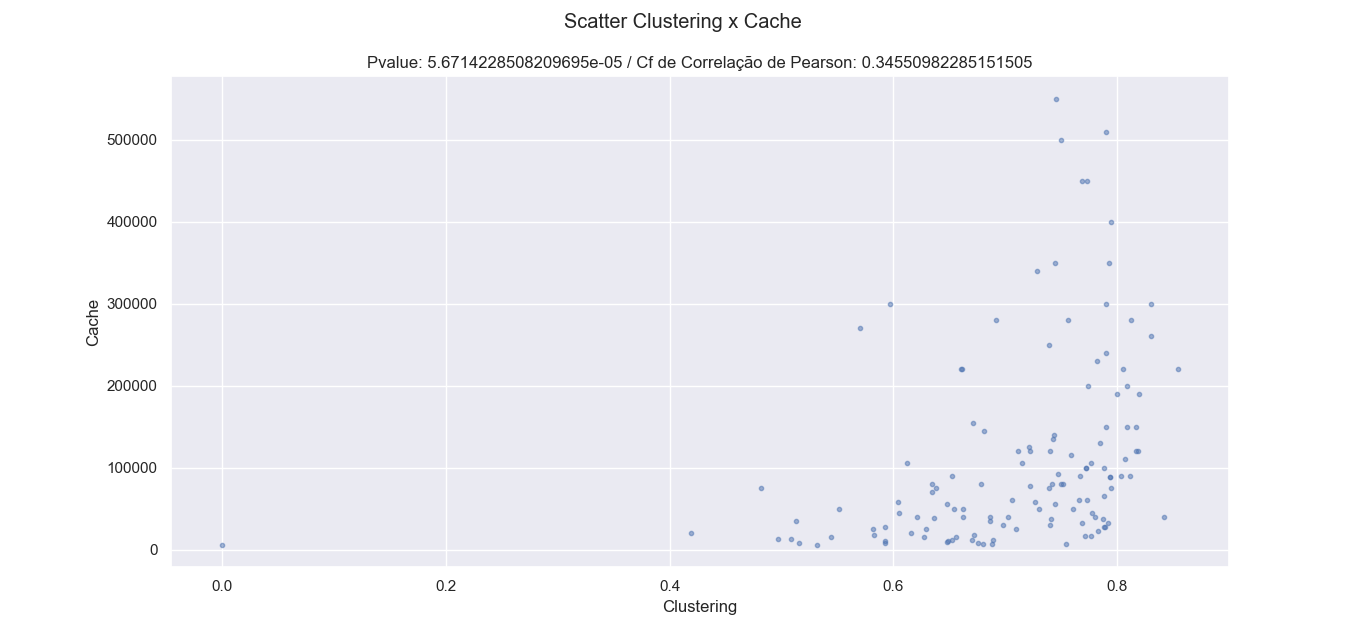 Scatter Clustering x Cache
Pvalue: 5.6714228508209695e-05 / Cf de Correlação de Pearson: 0.34550982285151505
500000
400000
300000
200000
100000
0
Cache
0.0 0.2 0.4 0.6 0.8
Clustering